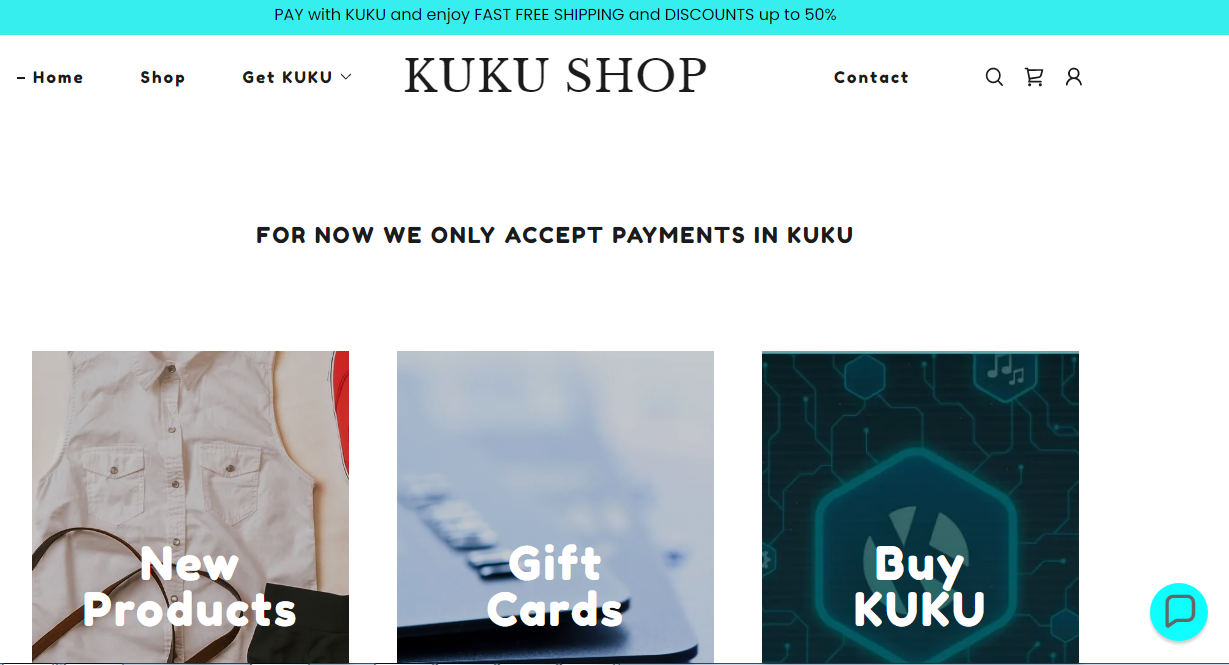 PAY with KUKU and enjoy FAST FREE SHIPPING and DISCOUNTS up to 50%
– Home Shop Get KUKU KUKU SHOP Contact
FOR NOW WE ONLY ACCEPT PAYMENTS IN KUKU
New
Products
Gift
Cards
Buy
KUKU